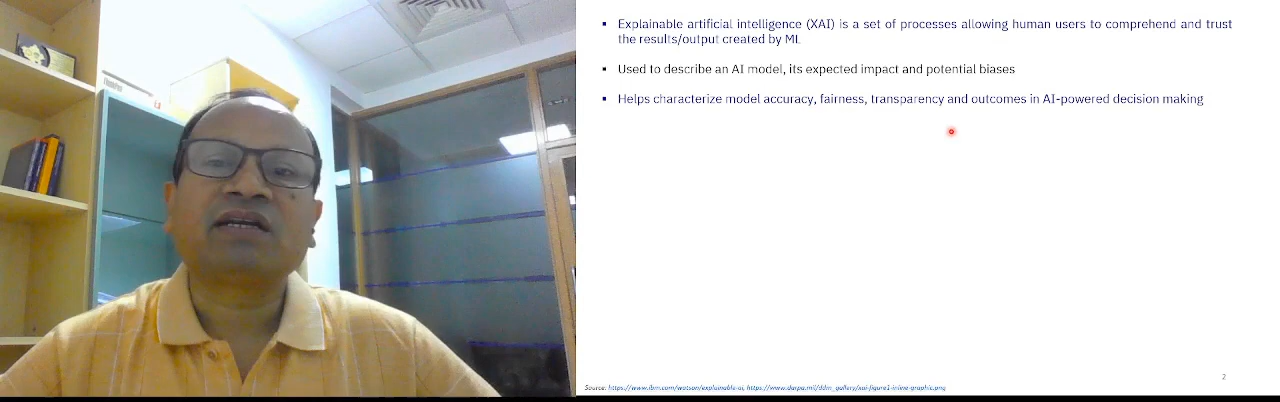 ▪ Explainable artificial intelligence (XAI) is a set of processes allowing human users to comprehend and trust
the results/output created by ML
▪ Used to describe an AI model, its expected impact and potential biases
▪ Helps characterize model accuracy, fairness, transparency and outcomes in AI-powered decision making
2
Source: https://www.ibm.com/watson/explainable-ai, https://www.darpa.mil/ddm_gallery/xai-figure1-inline-graphic.png